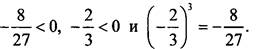 −8/27 < 0, −2/3 < 0 и (−2/3)³ = −8/27.